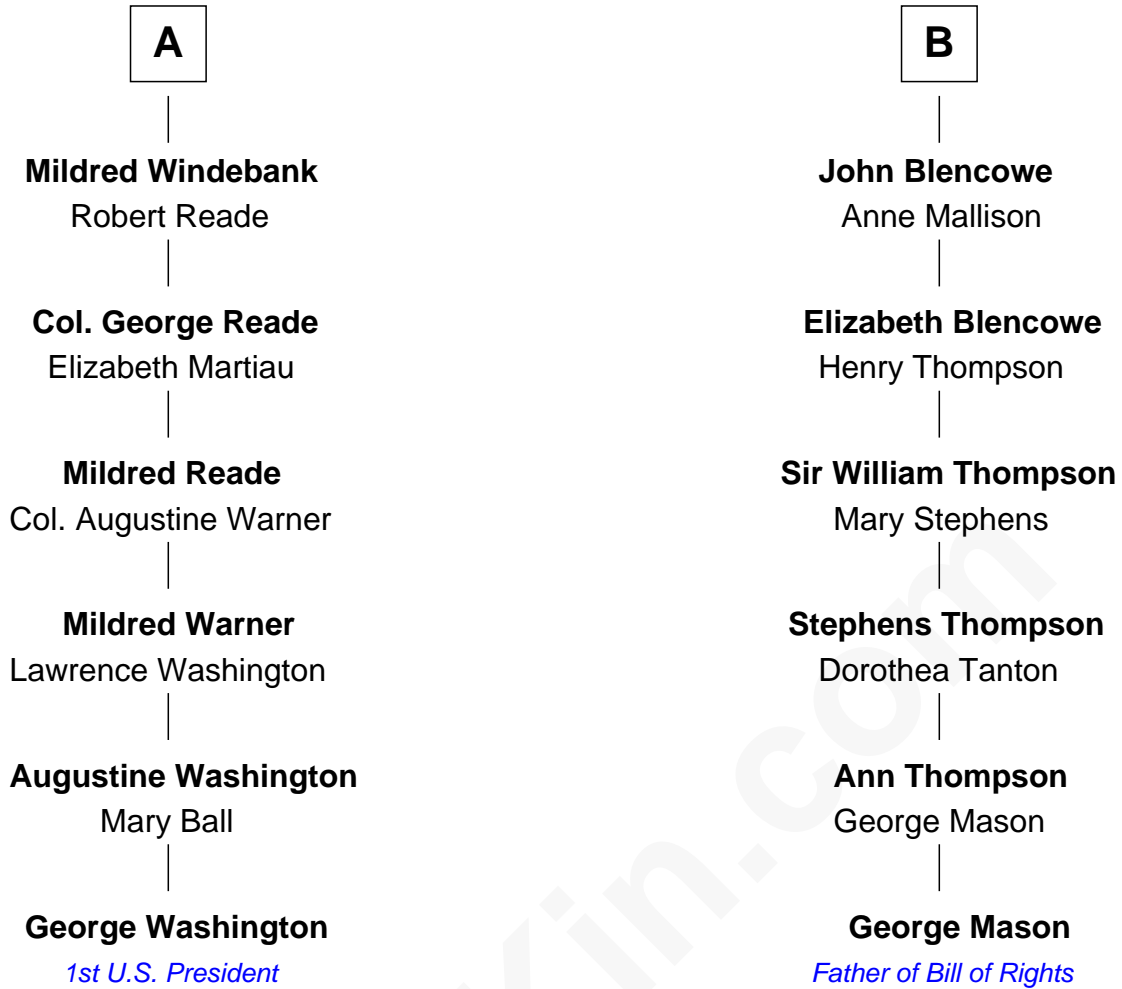 A
Mildred Windebank
Robert Reade
Col. George Reade
Elizabeth Martiau
Mildred Reade
Col. Augustine Warner
Mildred Warner
Lawrence Washington
Augustine Washington
Mary Ball
George Washington
1st U.S. President
B
John Blencowe
Anne Mallison
Elizabeth Blencowe
Henry Thompson
Sir William Thompson
Mary Stephens
Stephens Thompson
Dorothea Tanton
Ann Thompson
George Mason
George Mason
Father of Bill of Rights
Kin.com